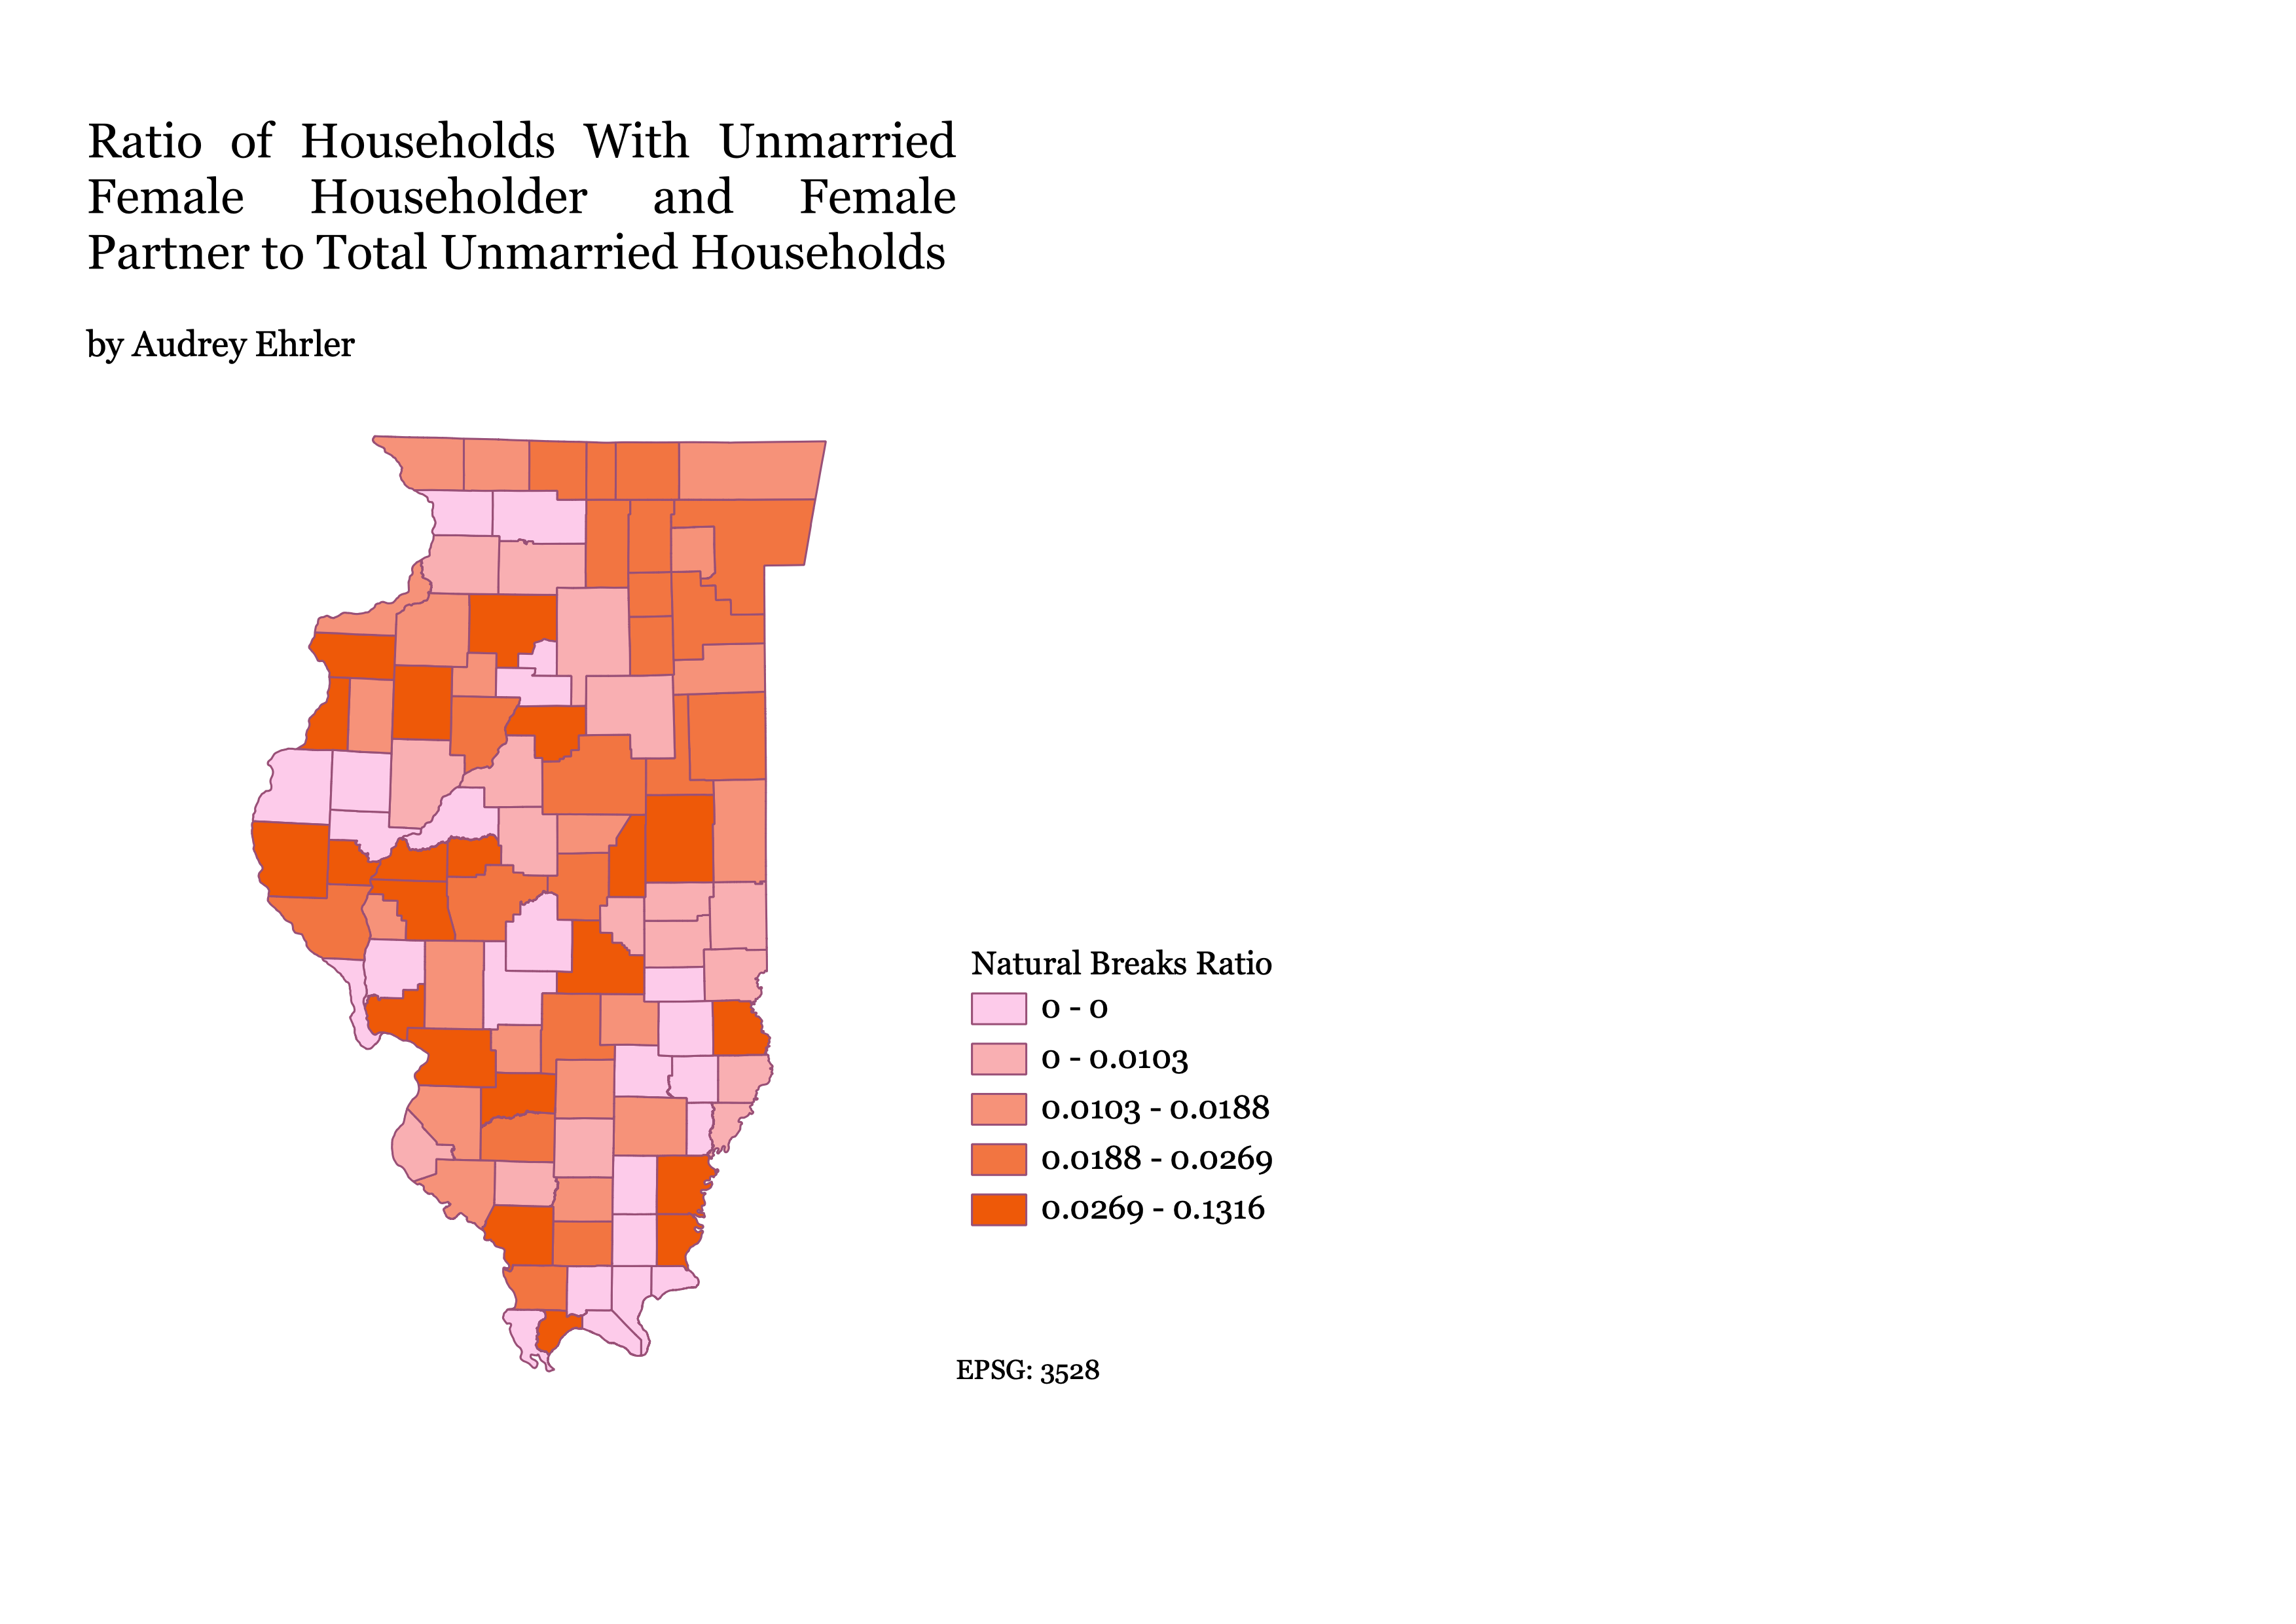 Ratio of Households With Unmarried
Female Householder and Female
Partner to Total Unmarried Households
by Audrey Ehrler
Natural Breaks Ratio
0 - 0
0 - 0.0103
0.0103 - 0.0188
0.0188 - 0.0269
0.0269 - 0.1316
EPSG: 3528